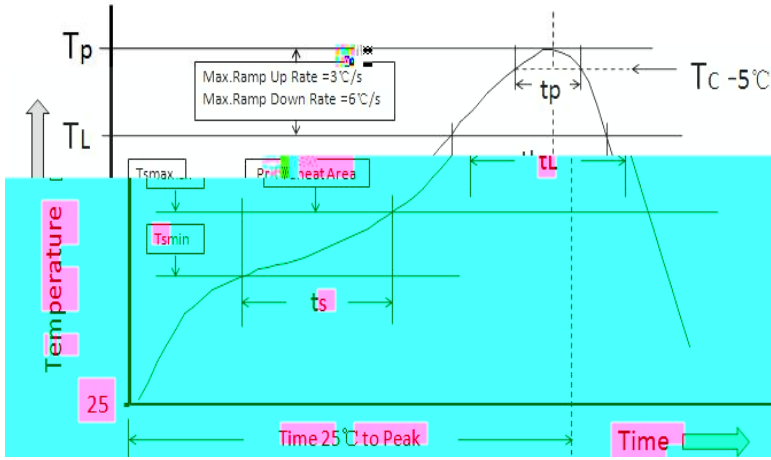 Tp
Max.Ramp Up Rate =3℃/s
Max.Ramp Down Rate =6℃/s
tp
TC -5℃
TL
tL
Tsmax
Area
Tsmin
ts
Temperature
25
Time 25℃ to Peak
Time